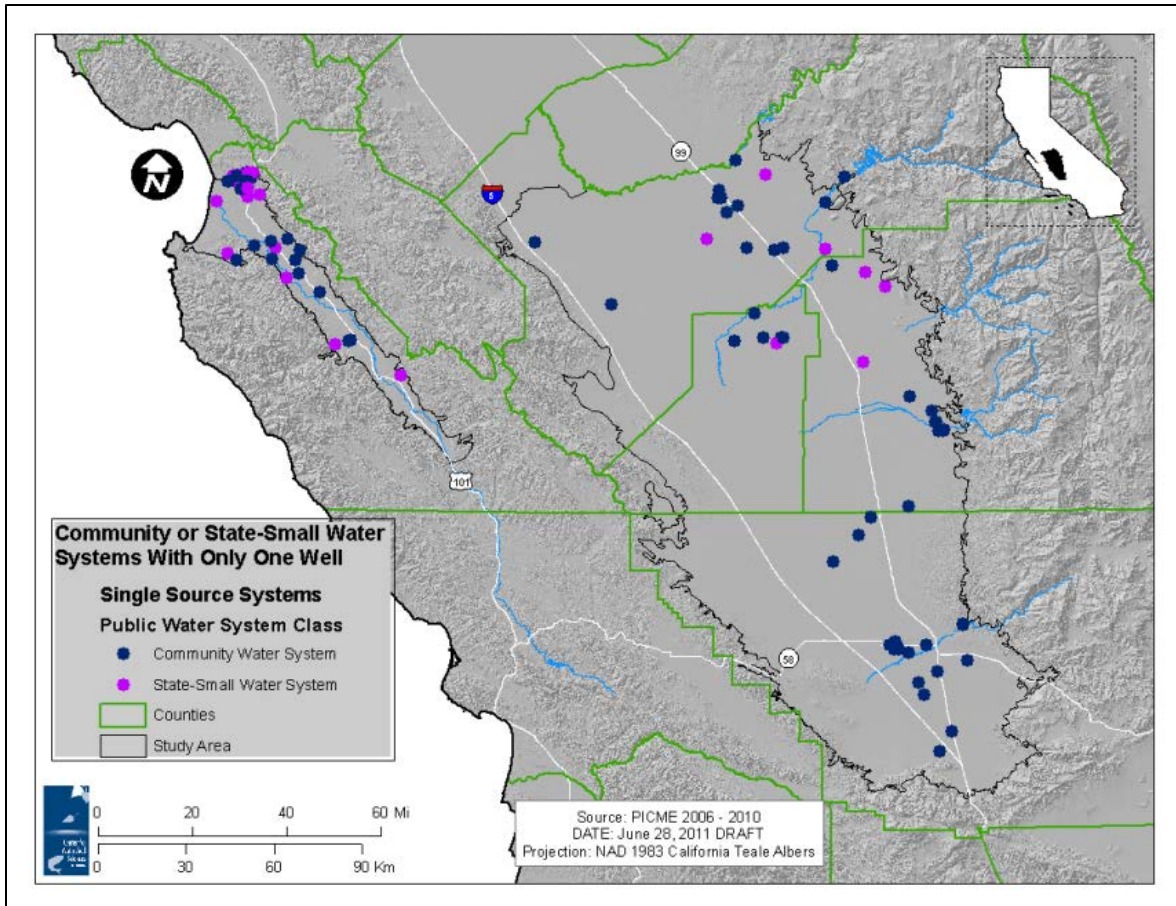 99
5
N
101
58
Community or State-Small Water
Systems With Only One Well
Single Source Systems
Public Water System Class
Community Water System
State-Small Water System
Counties
Study Area
0 20 40 60 Mi
0 30 60 90 Km
Source: PICME 2006 - 2010
DATE: June 28, 2011 DRAFT
Projection: NAD 1983 California Teale Albers